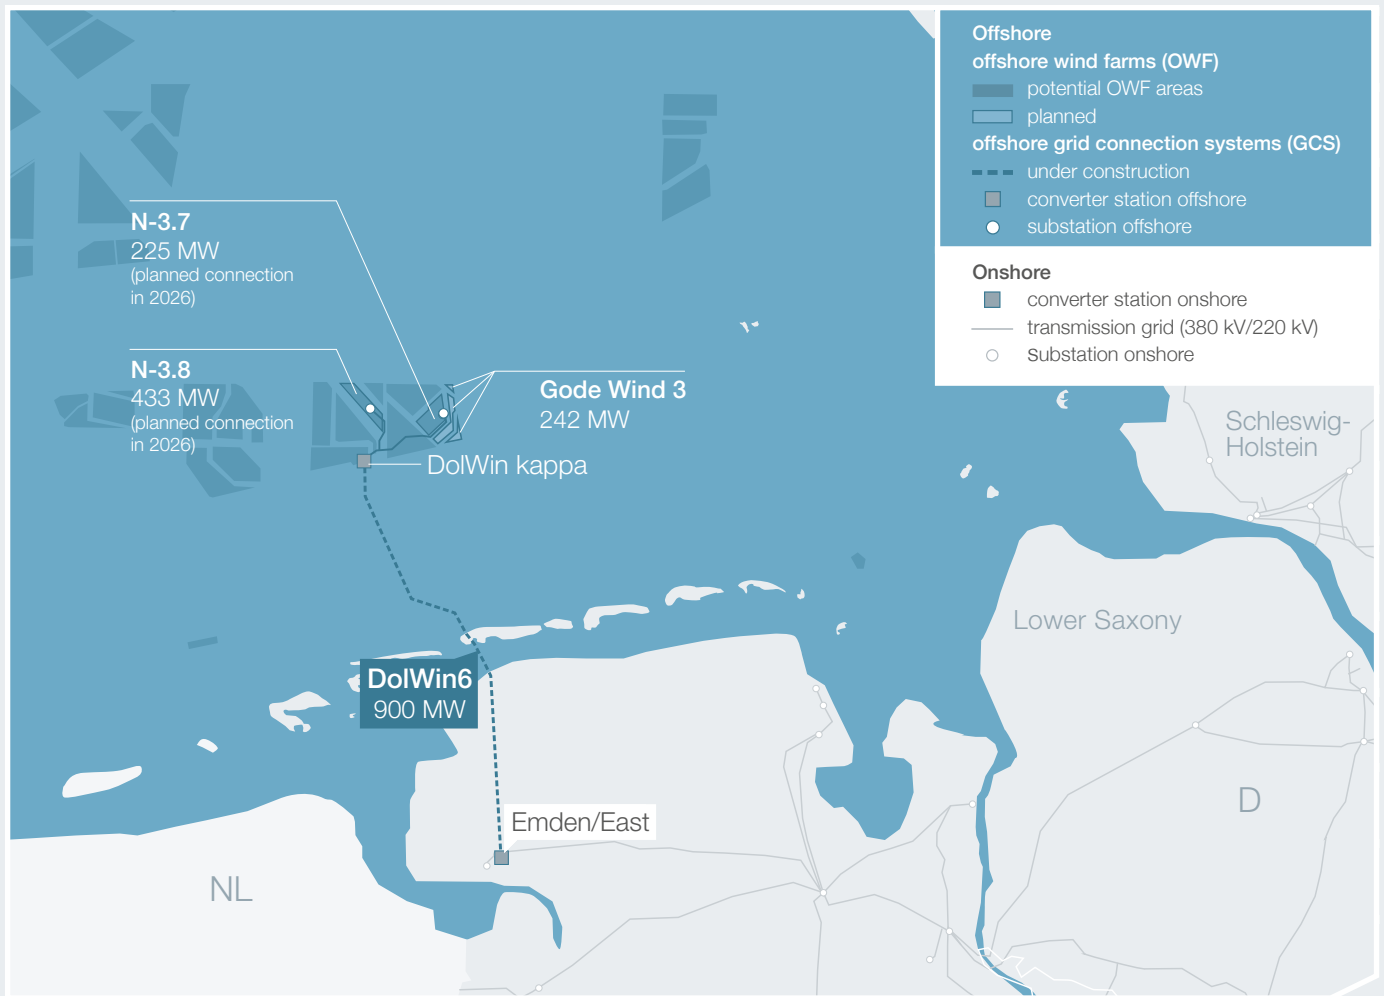 Offshore
offshore wind farms (OWF)
potential OWF areas
planned
offshore grid connection systems (GCS)
under construction
converter station offshore
substation offshore
Onshore
converter station onshore
transmission grid (380 kV/220 kV)
Substation onshore
N-3.7
225 MW
(planned connection
in 2026)
N-3.8
433 MW
(planned connection
in 2026)
Gode Wind 3
242 MW
DolWin kappa
Schleswig-
Holstein
Lower Saxony
DolWin6
900 MW
Emden/East
D
NL